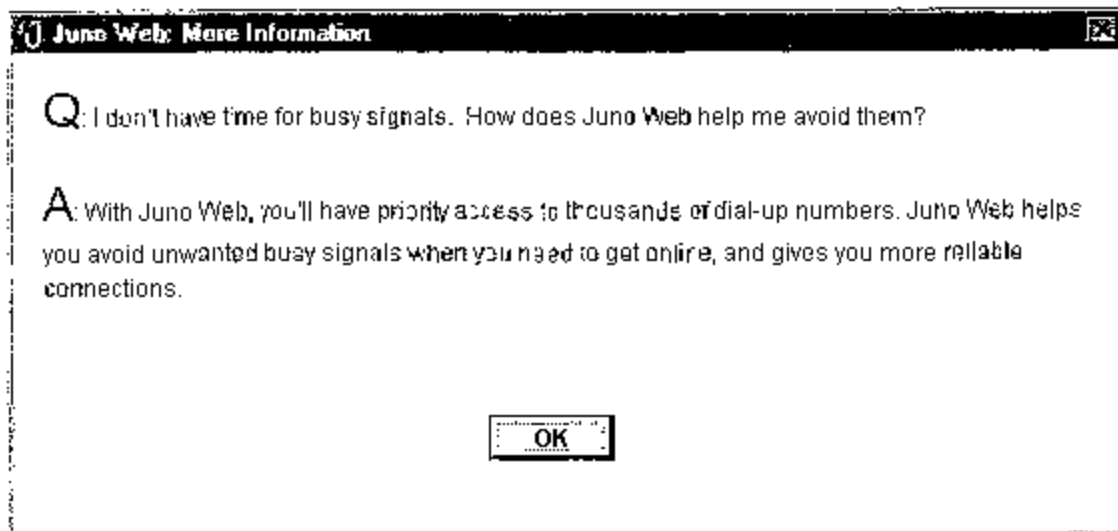 Juno Web: More Information
Q: I don't have time for busy signals. How does Juno Web help me avoid them?
A: With Juno Web, you'll have priority access to thousands of dial-up numbers. Juno Web helps
you avoid unwanted busy signals when you need to get online, and gives you more reliable
connections.
OK